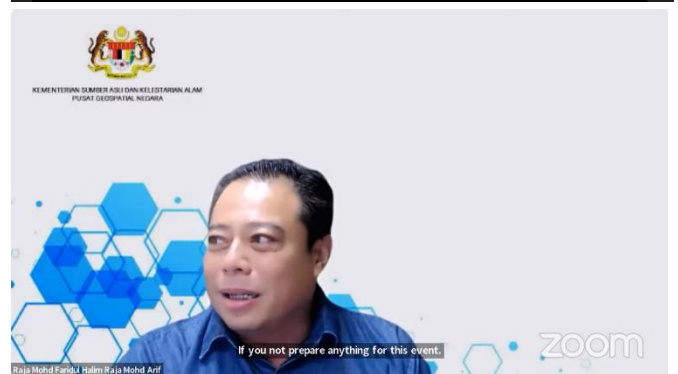 KEMENTERIAN SUMBER ASLI DAN KELESTARIAN ALAM
PUSAT GEOSPATIAL NEGARA
If you not prepare anything for this event.
Raja Mohd Faridul Halim Raja Mohd Arif
zoom